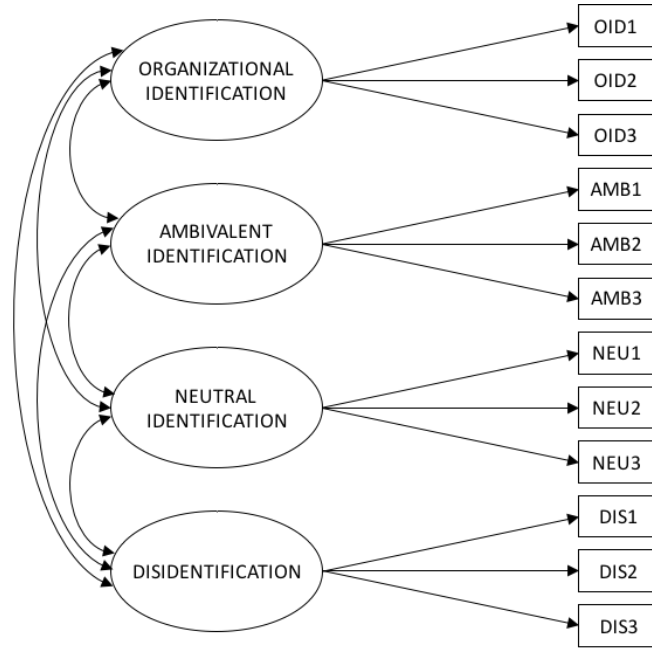 ORGANIZATIONAL
IDENTIFICATION
OID1
OID2
OID3
AMBIVALENT
IDENTIFICATION
AMB1
AMB2
AMB3
NEUTRAL
IDENTIFICATION
NEU1
NEU2
NEU3
DISIDENTIFICATION
DIS1
DIS2
DIS3